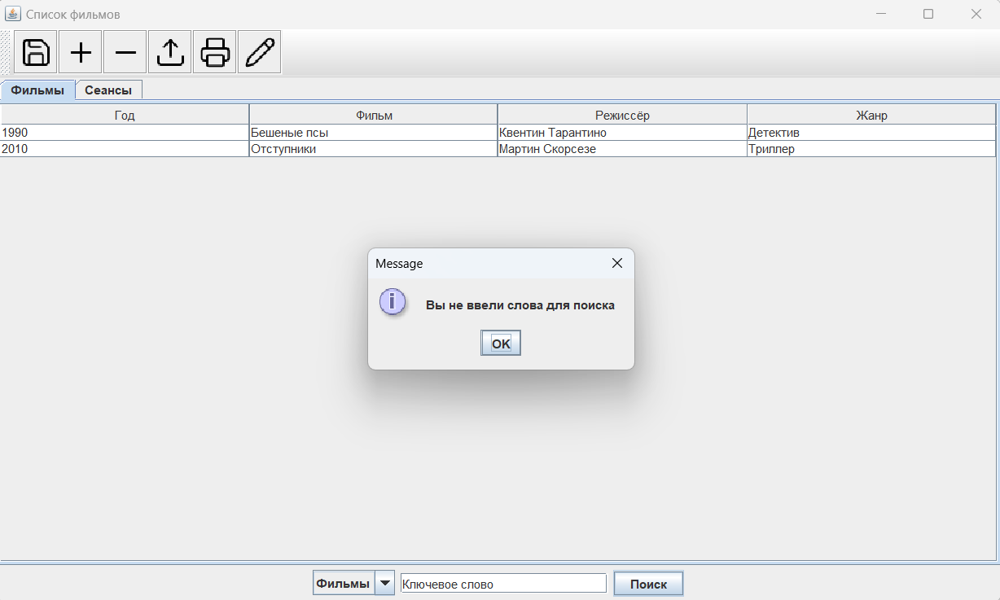 Список фильмов
Фильмы Сеансы
Год Фильм Режиссёр Жанр
1990 Бешеные псы Квентин Тарантино Детектив
2010 Отступники Мартин Скорсезе Триллер
Message
i Вы не ввели слова для поиска
OK
Фильмы Ключевое слово Поиск